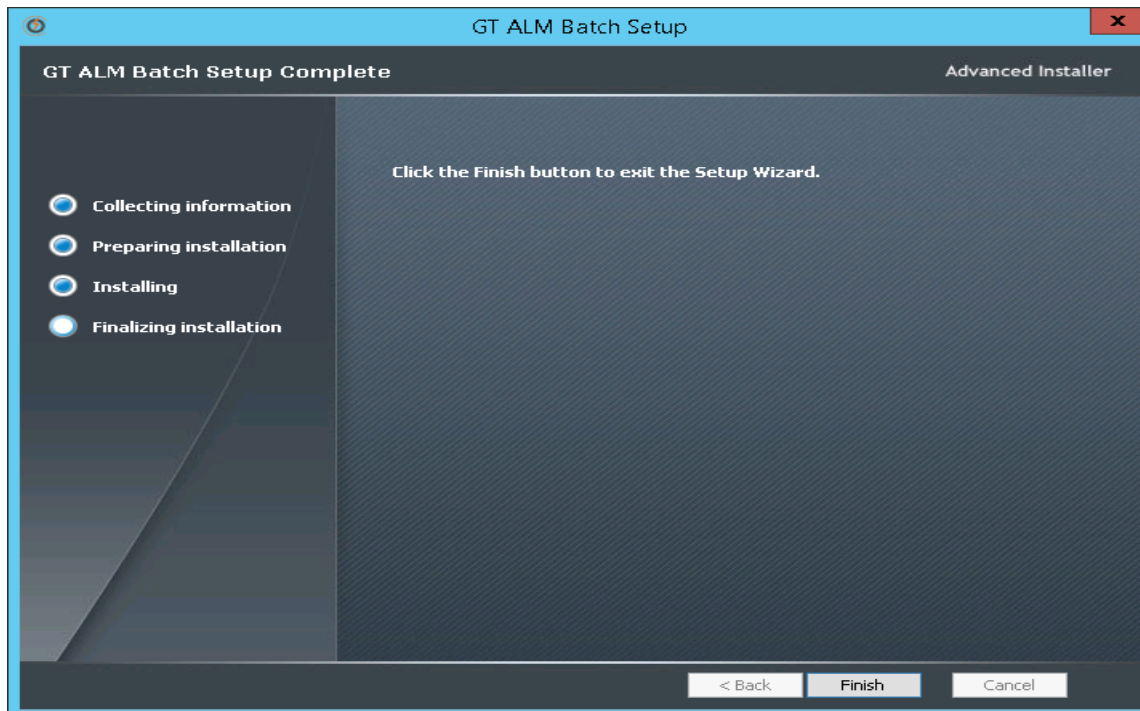 GT ALM Batch Setup
x
GT ALM Batch Setup Complete
Advanced Installer
Click the Finish button to exit the Setup Wizard.
Collecting information
Preparing installation
Installing
Finalizing installation
< Back
Finish
Cancel